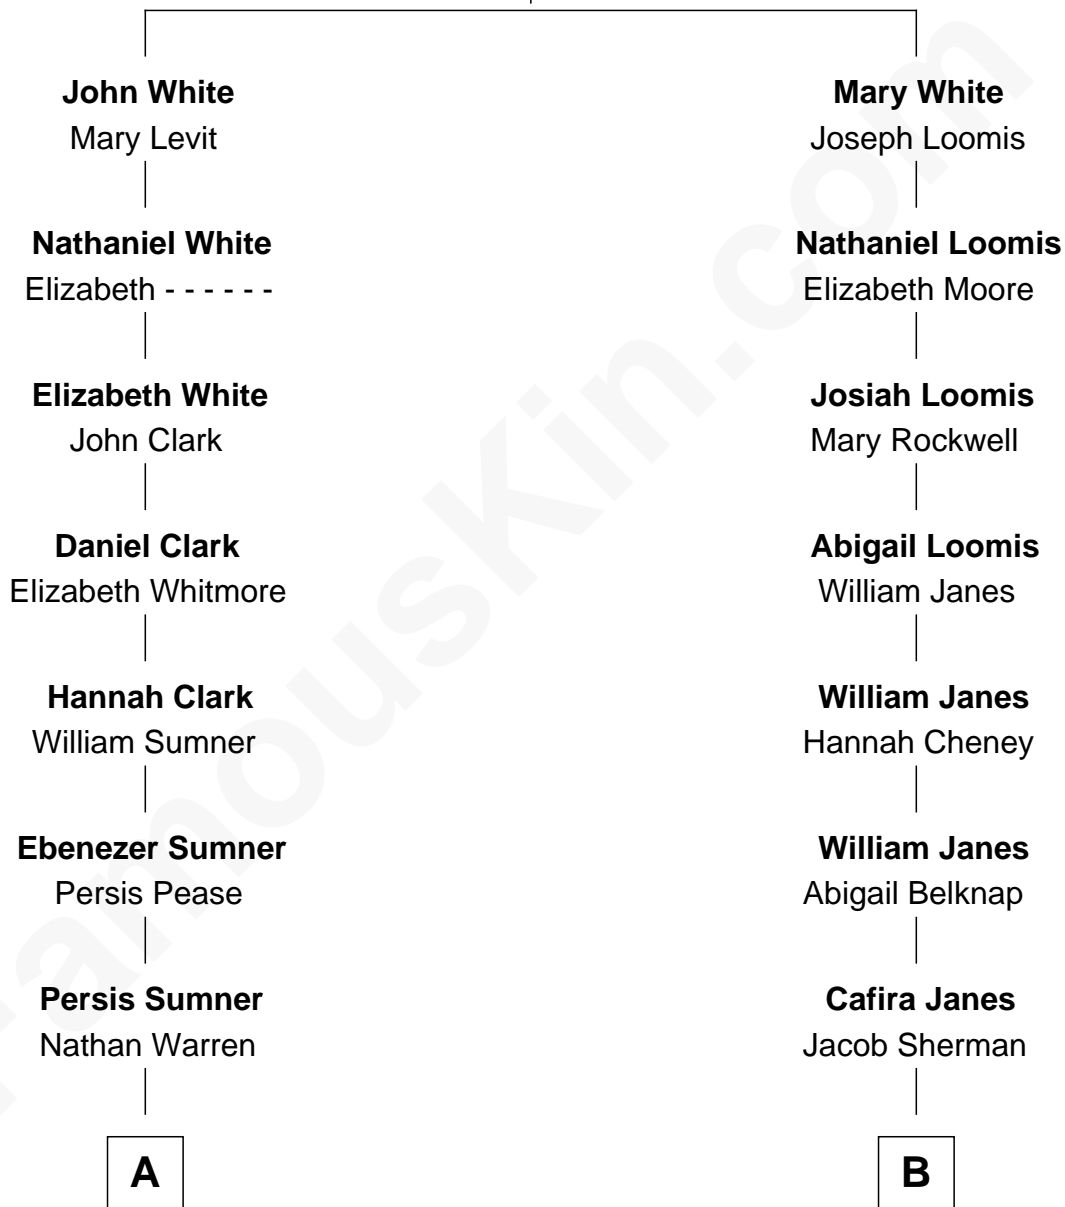 John White
Mary Levit
Nathaniel White
Elizabeth - - - - - -
Elizabeth White
John Clark
Daniel Clark
Elizabeth Whitmore
Hannah Clark
William Sumner
Ebenezer Sumner
Persis Pease
Persis Sumner
Nathan Warren
A
Mary White
Joseph Loomis
Nathaniel Loomis
Elizabeth Moore
Josiah Loomis
Mary Rockwell
Abigail Loomis
William Janes
William Janes
Hannah Cheney
William Janes
Abigail Belknap
Cafira Janes
Jacob Sherman
B
FamousKin.com